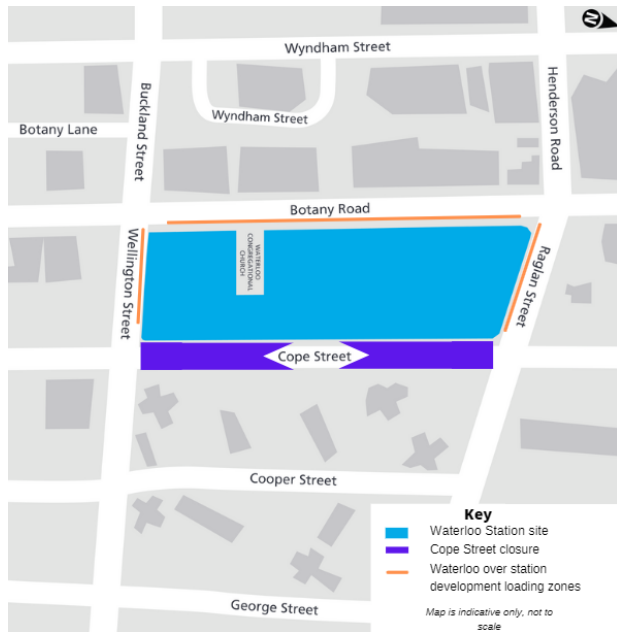 N
Wyndham Street
Buckland Street
Henderson Road
Wyndham Street
Botany Lane
Botany Road
Wellington Street
WATERLOO
CONGREGATIONAL
CHURCH
Raglan Street
Cope Street
Cooper Street
George Street
Key
Waterloo Station site
Cope Street closure
Waterloo over station
development loading zones
Map is indicative only, not to
scale